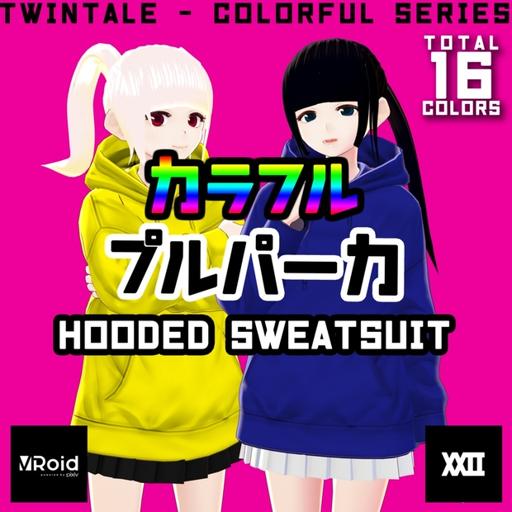 TWINTALE - COLORFUL SERIES
TOTAL
16
COLORS
カラフル
プルパーカ
HOODED SWEATSUIT
VRoid
powered by pixiv
XXII